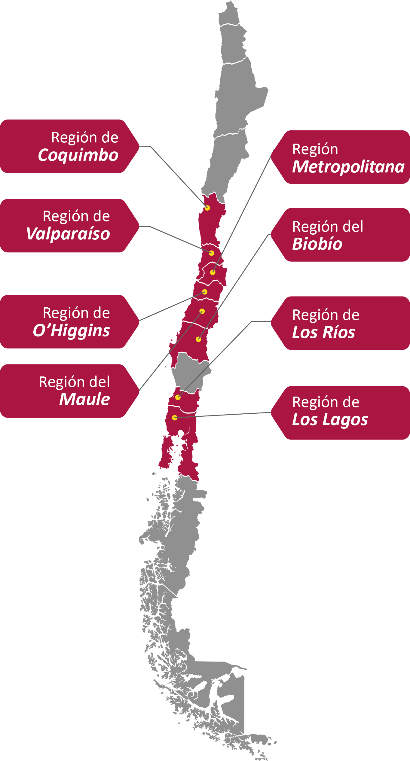 Región de
Coquimbo
Región
Metropolitana
Región de
Valparaíso
Región del
Biobío
Región de
O'Higgins
Región de
Los Ríos
Región del
Maule
Región de
Los Lagos